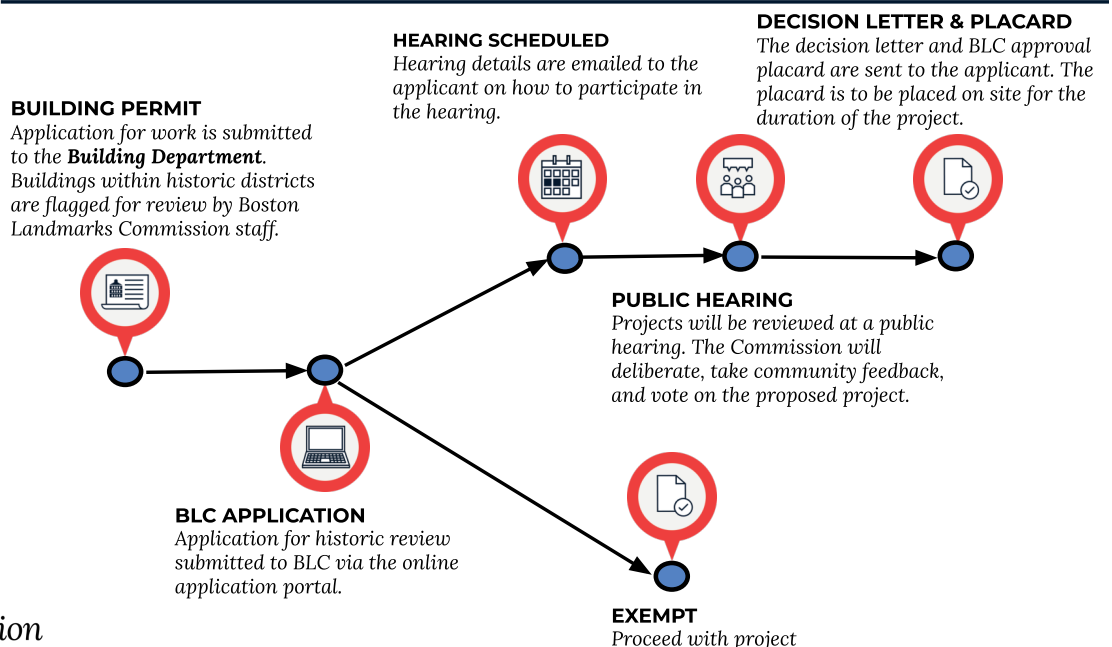 BUILDING PERMIT
Application for work is submitted
to the Building Department.
Buildings within historic districts
are flagged for review by Boston
Landmarks Commission staff.
BLC APPLICATION
Application for historic review
submitted to BLC via the online
application portal.
HEARING SCHEDULED
Hearing details are emailed to the
applicant on how to participate in
the hearing.
PUBLIC HEARING
Projects will be reviewed at a public
hearing. The Commission will
deliberate, take community feedback,
and vote on the proposed project.
DECISION LETTER & PLACARD
The decision letter and BLC approval
placard are sent to the applicant. The
placard is to be placed on site for the
duration of the project.
EXEMPT
Proceed with project
ion